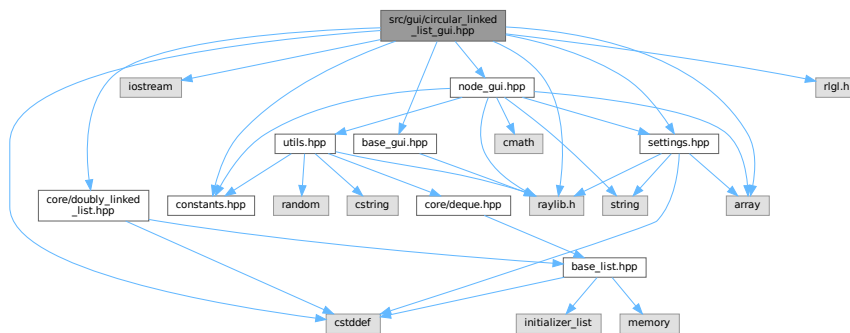 src/gui/circular_linked
_list_gui.hpp
iostream
node_gui.hpp
rlgl.h
utils.hpp
base_gui.hpp
cmath
settings.hpp
core/doubly_linked
_list.hpp
constants.hpp
random
cstring
core/deque.hpp
raylib.h
string
array
base_list.hpp
cstddef
initializer_list
memory